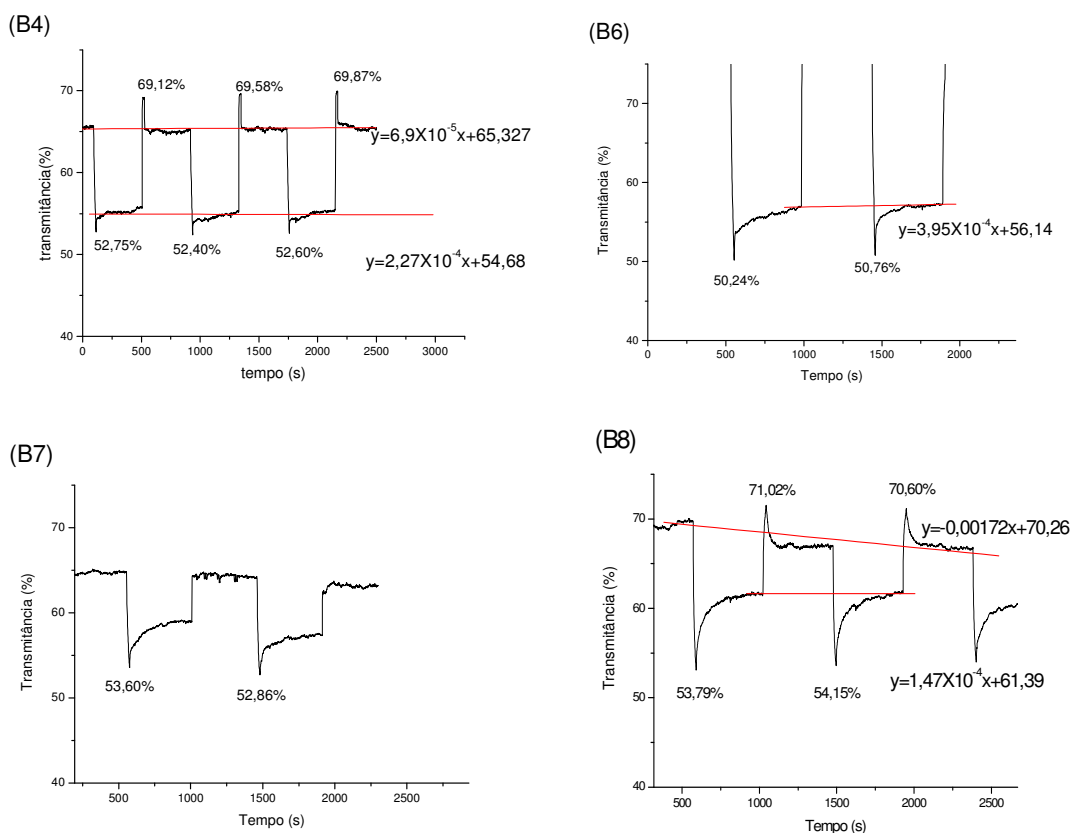 (B4)
70
60
50
40
0 500 1000 1500 2000 2500 3000
transmitância(%)
tempo (s)
69,12%
69,58%
69,87%
y=6,9X10⁻⁵x+65,327
52,75%
52,40%
52,60%
y=2,27X10⁻⁴x+54,68
(B6)
70
60
50
40
0 500 1000 1500 2000
Transmitância (%)
Tempo (s)
y=3,95X10⁻⁴x+56,14
50,24%
50,76%
(B7)
70
60
50
40
500 1000 1500 2000 2500
Transmitância (%)
Tempo (s)
53,60%
52,86%
(B8)
70
60
50
40
500 1000 1500 2000 2500
Transmitância (%)
Tempo (s)
71,02%
70,60%
y=-0,00172x+70,26
53,79%
54,15%
y=1,47X10⁻⁴x+61,39